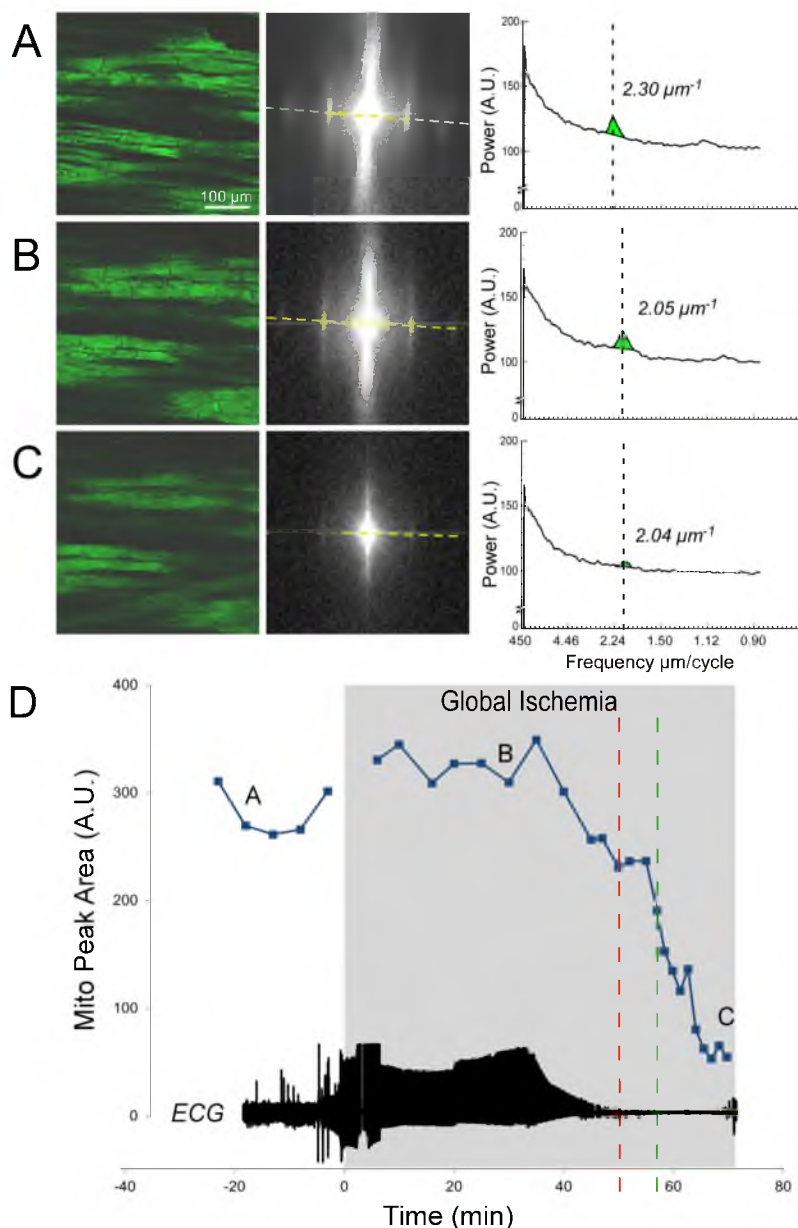 A
100 µm
Power (A.U.)
200
150
100
0
2.30 µm⁻¹
B
Power (A.U.)
200
150
100
0
2.05 µm⁻¹
C
Power (A.U.)
200
150
100
0
2.04 µm⁻¹
450 4.46 2.24 1.50 1.12 0.90
Frequency µm/cycle
D
Global Ischemia
Mito Peak Area (A.U.)
400
300
200
100
0
A
B
C
ECG
-40 -20 0 20 40 60 80
Time (min)